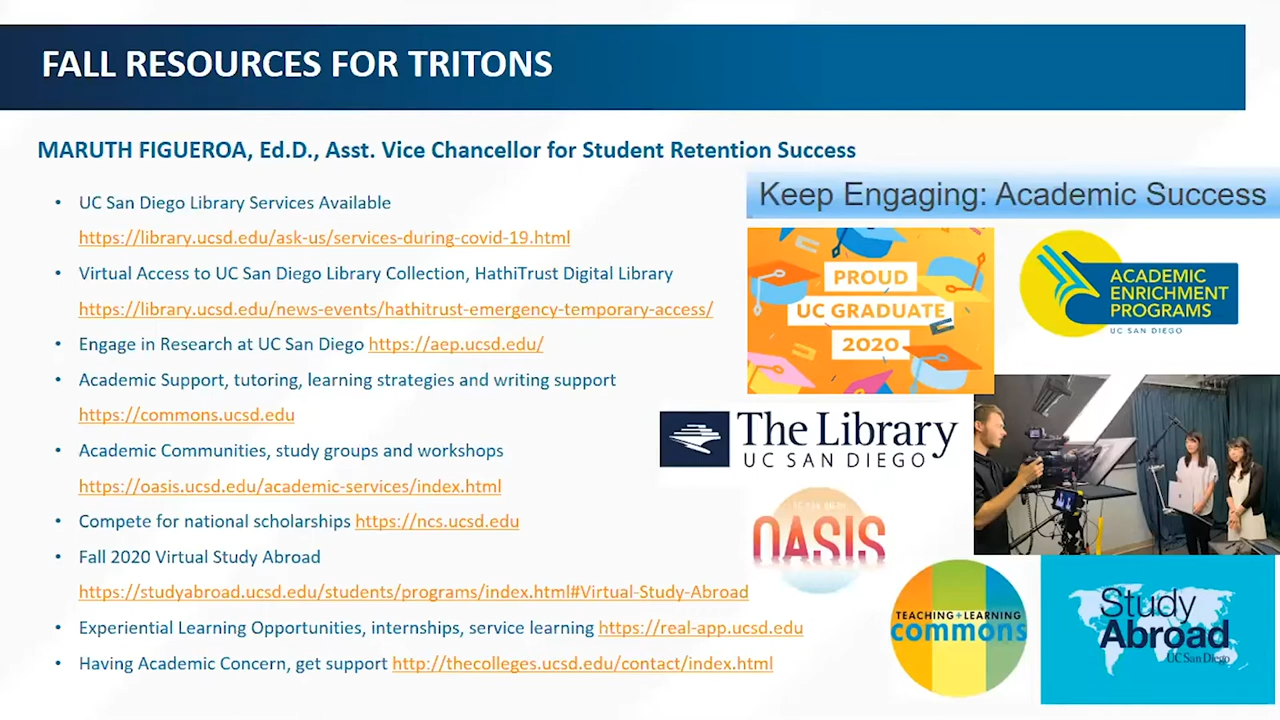 FALL RESOURCES FOR TRITONS
MARUTH FIGUEROA, Ed.D., Asst. Vice Chancellor for Student Retention Success
• UC San Diego Library Services Available
https://library.ucsd.edu/ask-us/services-during-covid-19.html
• Virtual Access to UC San Diego Library Collection, HathiTrust Digital Library
https://library.ucsd.edu/news-events/hathitrust-emergency-temporary-access/
• Engage in Research at UC San Diego https://aep.ucsd.edu/
• Academic Support, tutoring, learning strategies and writing support
https://commons.ucsd.edu
• Academic Communities, study groups and workshops
https://oasis.ucsd.edu/academic-services/index.html
• Compete for national scholarships https://ncs.ucsd.edu
• Fall 2020 Virtual Study Abroad
https://studyabroad.ucsd.edu/students/programs/index.html#Virtual-Study-Abroad
• Experiential Learning Opportunities, internships, service learning https://real-app.ucsd.edu
• Having Academic Concern, get support http://thecolleges.ucsd.edu/contact/index.html
Keep Engaging: Academic Success
PROUD
UC GRADUATE
2020
ACADEMIC
ENRICHMENT
PROGRAMS
UC SAN DIEGO
The Library
UC SAN DIEGO
OASIS
TEACHING+LEARNING
commons
Study
Abroad
UC San Diego